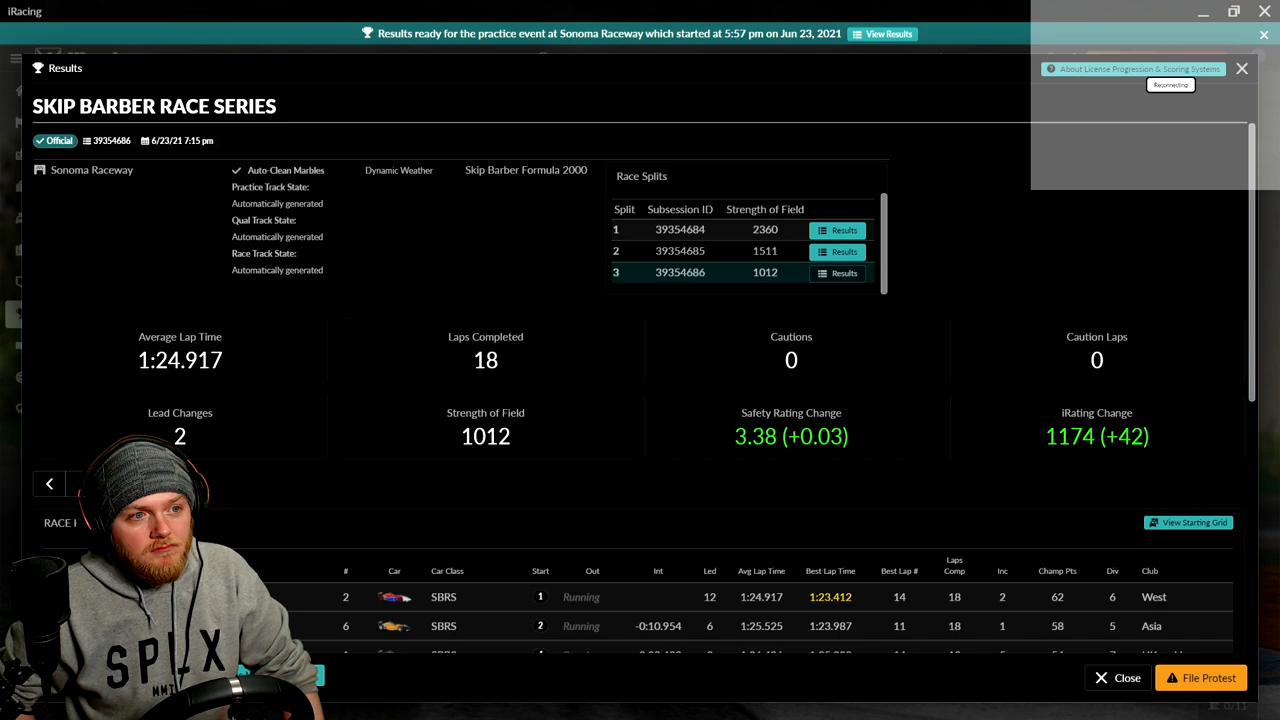 iRacing
Results ready for the practice event at Sonoma Raceway which started at 5:57 pm on Jun 23, 2021 View Results
Results
About License Progression & Scoring Systems
Reconnecting
SKIP BARBER RACE SERIES
Official 39354686 6/23/21 7:15 pm
Sonoma Raceway
Auto-Clean Marbles
Practice Track State:
Automatically generated
Qual Track State:
Automatically generated
Race Track State:
Automatically generated
Dynamic Weather
Skip Barber Formula 2000
Race Splits
Split Subsession ID Strength of Field
1 39354684 2360 Results
2 39354685 1511 Results
3 39354686 1012 Results
Average Lap Time Laps Completed Cautions Caution Laps
1:24.917 18 0 0
Lead Changes Strength of Field Safety Rating Change iRating Change
2 1012 3.38 (+0.03) 1174 (+42)
RACE
View Starting Grid
# Car Car Class Start Out Int Led Avg Lap Time Best Lap Time Best Lap # Laps Comp Inc Champ Pts Div Club
2 SBRS 1 Running 12 1:24.917 1:23.412 14 18 2 62 6 West
6 SBRS 2 Running -0:10.954 6 1:25.525 1:23.987 11 18 1 58 5 Asia
SPLX
MMI
Close File Protest
0/11